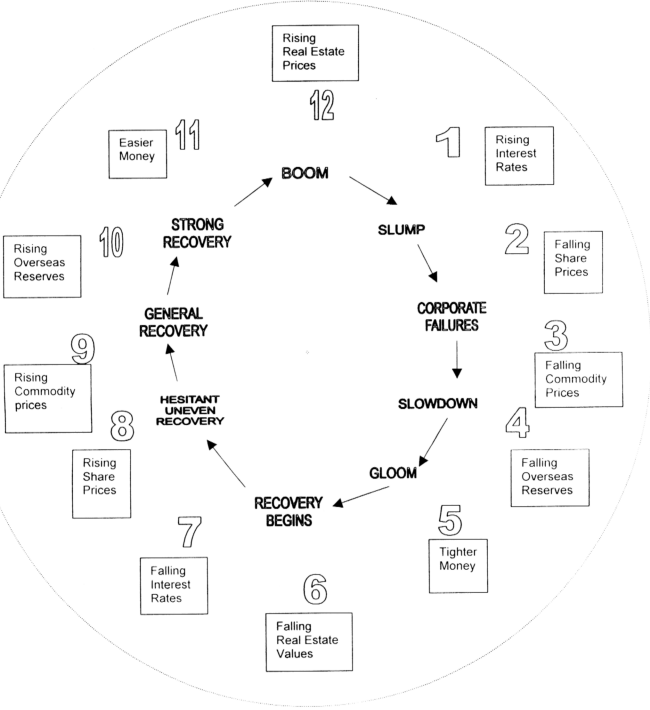 Rising
Real Estate
Prices
12
11
Easier
Money
1
Rising
Interest
Rates
BOOM
STRONG
RECOVERY
SLUMP
10
Rising
Overseas
Reserves
2
Falling
Share
Prices
GENERAL
RECOVERY
CORPORATE
FAILURES
9
Rising
Commodity
prices
3
Falling
Commodity
Prices
HESITANT
UNEVEN
RECOVERY
SLOWDOWN
8
Rising
Share
Prices
4
Falling
Overseas
Reserves
GLOOM
RECOVERY
BEGINS
7
Falling
Interest
Rates
5
Tighter
Money
6
Falling
Real Estate
Values